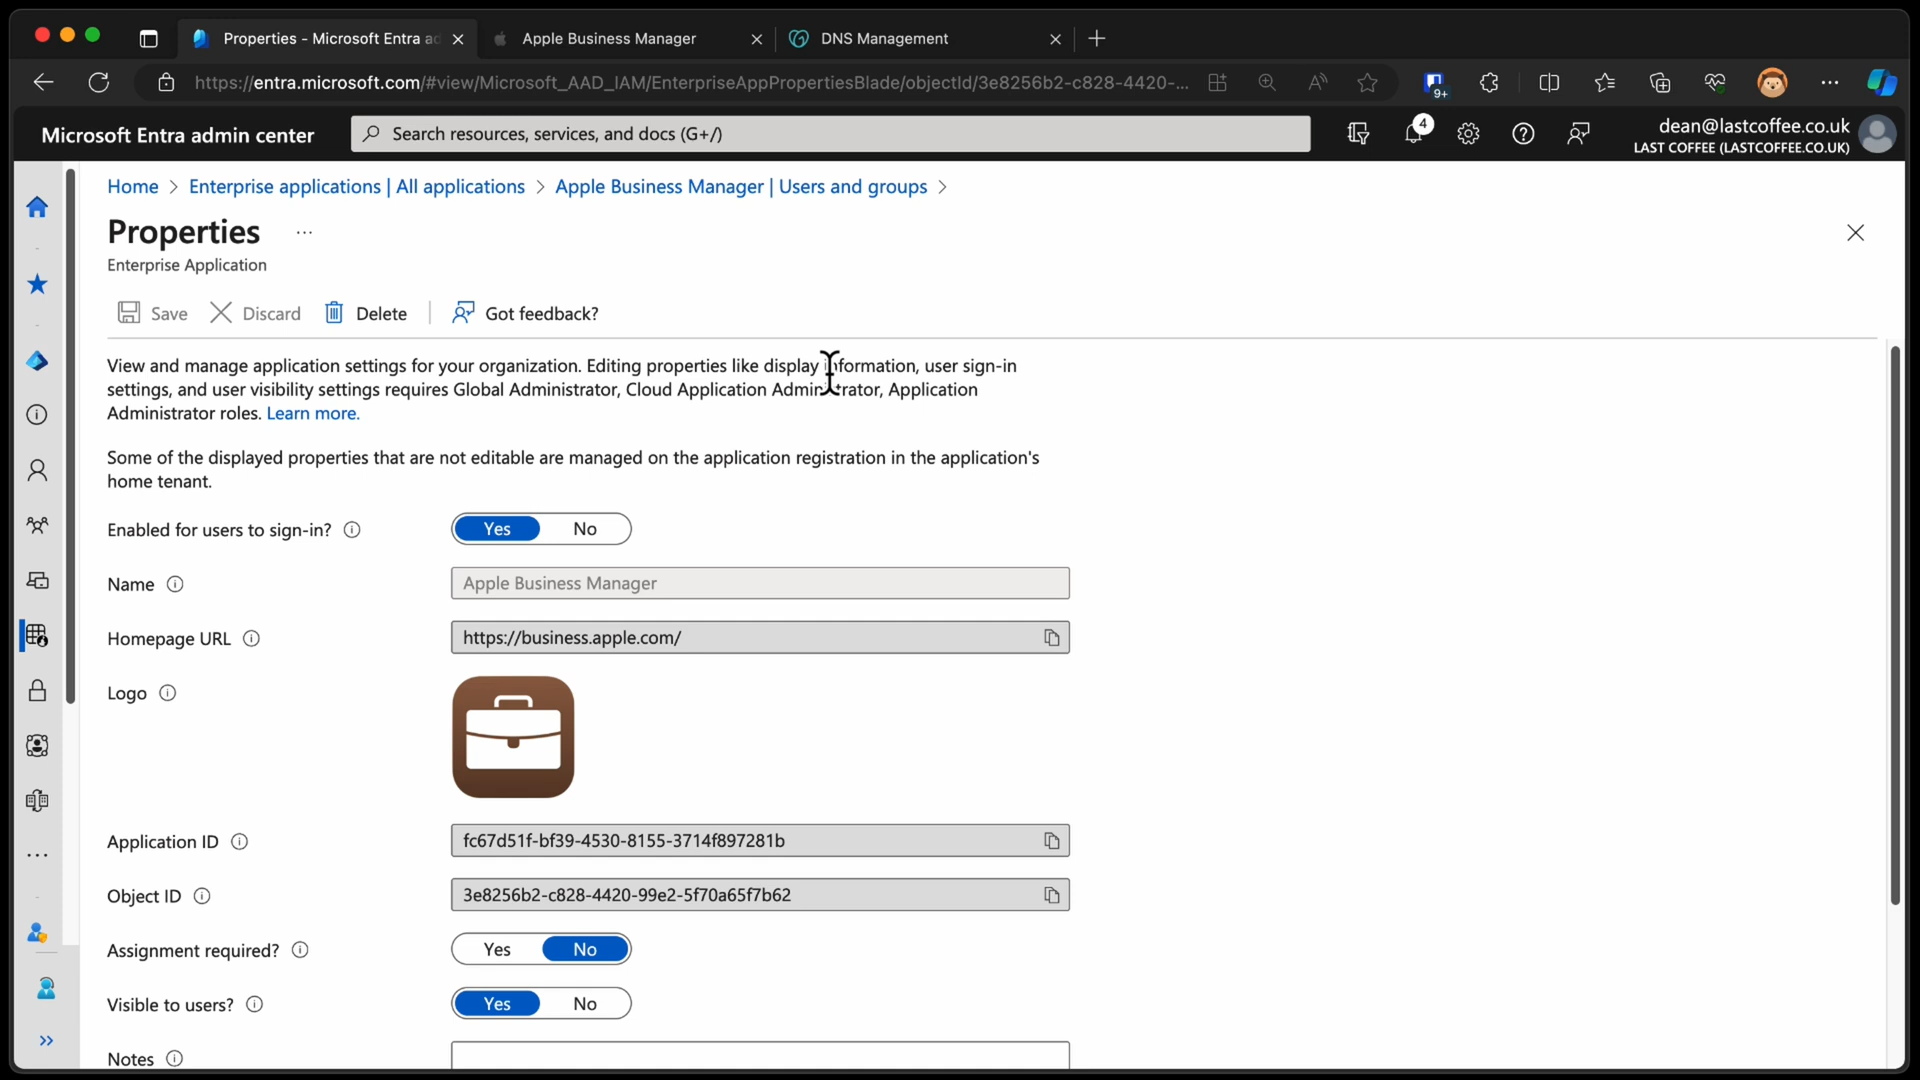 Properties - Microsoft Entra ad
Apple Business Manager
DNS Management
https://entra.microsoft.com/#view/Microsoft_AAD_IAM/EnterpriseAppPropertiesBlade/objectId/3e8256b2-c828-4420-...
9+
Microsoft Entra admin center
Search resources, services, and docs (G+/)
4
dean@lastcoffee.co.uk
LAST COFFEE (LASTCOFFEE.CO.UK)
Home > Enterprise applications | All applications > Apple Business Manager | Users and groups >
Properties ...
Enterprise Application
Save Discard Delete | Got feedback?
View and manage application settings for your organization. Editing properties like display information, user sign-in
settings, and user visibility settings requires Global Administrator, Cloud Application Administrator, Application
Administrator roles. Learn more.
Some of the displayed properties that are not editable are managed on the application registration in the application's
home tenant.
Enabled for users to sign-in? Yes No
Name Apple Business Manager
Homepage URL https://business.apple.com/
Logo
Application ID fc67d51f-bf39-4530-8155-3714f897281b
Object ID 3e8256b2-c828-4420-99e2-5f70a65f7b62
Assignment required? Yes No
Visible to users? Yes No
Notes